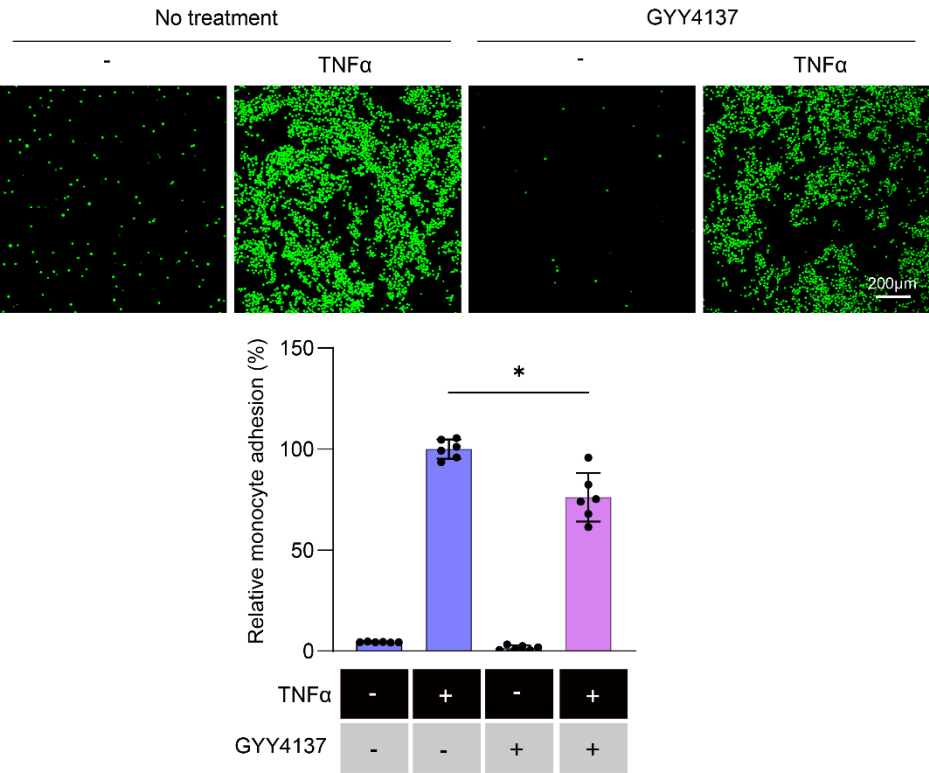 No treatment GYY4137
- TNFα - TNFα
200μm
Relative monocyte adhesion (%)
150
*
100
50
0
TNFα - + - +
GYY4137 - - + +